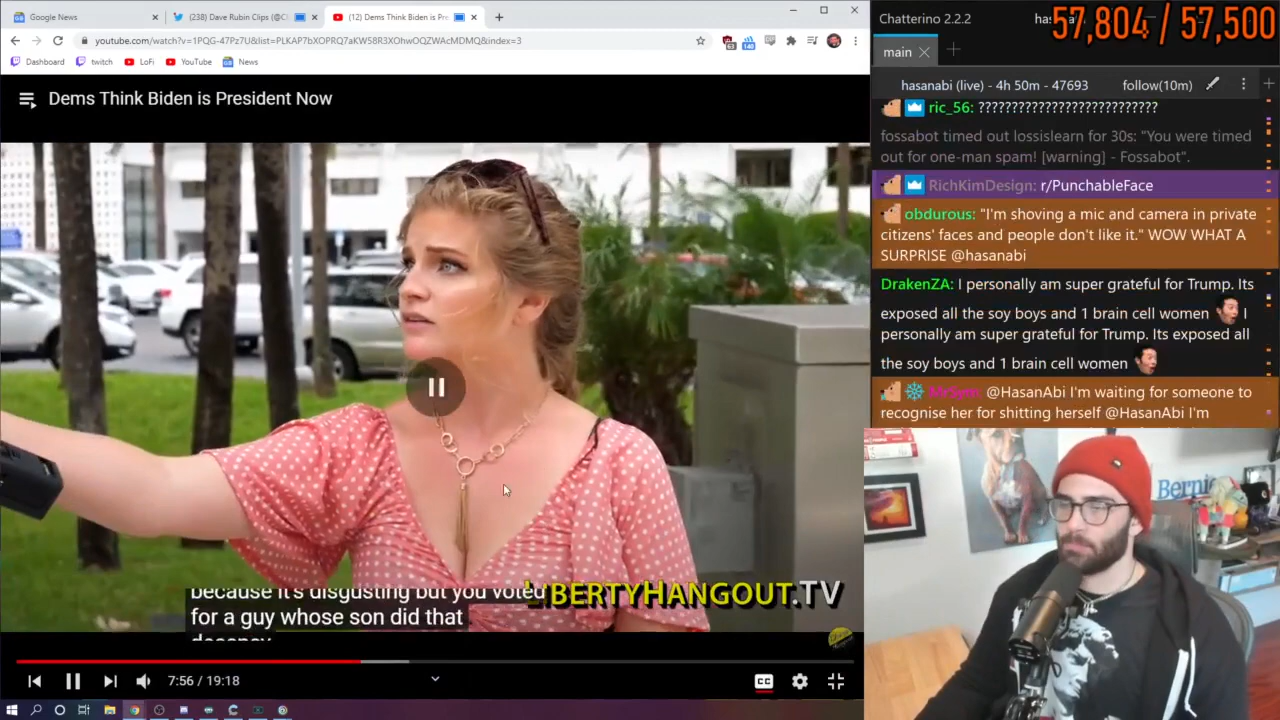 Google News
(238) Dave Rubin Clips (@Cl
(12) Dems Think Biden is Pre
youtube.com/watch?v=1PQG-47Pz7U&list=PLKAP7bXOPRQ7aKW58R3XOhwOQZWAcMDMQ&index=3
63
140
Dashboard
twitch
LoFi
YouTube
News
Dems Think Biden is President Now
because it's disgusting but you voted
for a guy whose son did that
LIBERTYHANGOUT.TV
7:56 / 19:18
CC
Chatterino 2.2.2
57,804 / 57,500
main
hasanabi (live) - 4h 50m - 47693
follow(10m)
ric_56: ???????????????????????????
fossabot timed out lossislearn for 30s: "You were timed
out for one-man spam! [warning] - Fossabot".
RichKimDesign: r/PunchableFace
obdurous: "I'm shoving a mic and camera in private
citizens' faces and people don't like it." WOW WHAT A
SURPRISE @hasanabi
DrakenZA: I personally am super grateful for Trump. Its
exposed all the soy boys and 1 brain cell women I
personally am super grateful for Trump. Its exposed all
the soy boys and 1 brain cell women
MrSym: @HasanAbi I'm waiting for someone to
recognise her for shitting herself @HasanAbi I'm
Bernie